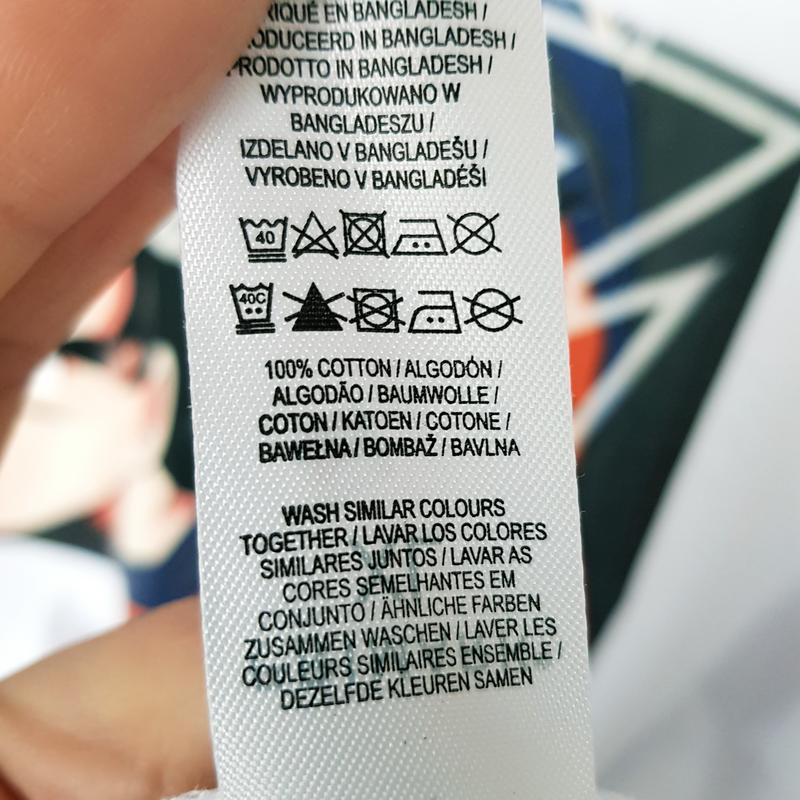 RIQUÉ EN BANGLADESH /
ODUCEERD IN BANGLADESH /
PRODOTTO IN BANGLADESH /
WYPRODUKOWANO W
BANGLADESZU /
IZDELANO V BANGLADEŠU /
VYROBENO V BANGLADÉŠI
40
40C
100% COTTON / ALGODÓN /
ALGODÃO / BAUMWOLLE /
COTON / KATOEN / COTONE /
BAWEŁNA / BOMBAŽ / BAVLNA
WASH SIMILAR COLOURS
TOGETHER / LAVAR LOS COLORES
SIMILARES JUNTOS / LAVAR AS
CORES SEMELHANTES EM
CONJUNTO / ÄHNLICHE FARBEN
ZUSAMMEN WASCHEN / LAVER LES
COULEURS SIMILAIRES ENSEMBLE /
DEZELFDE KLEUREN SAMEN